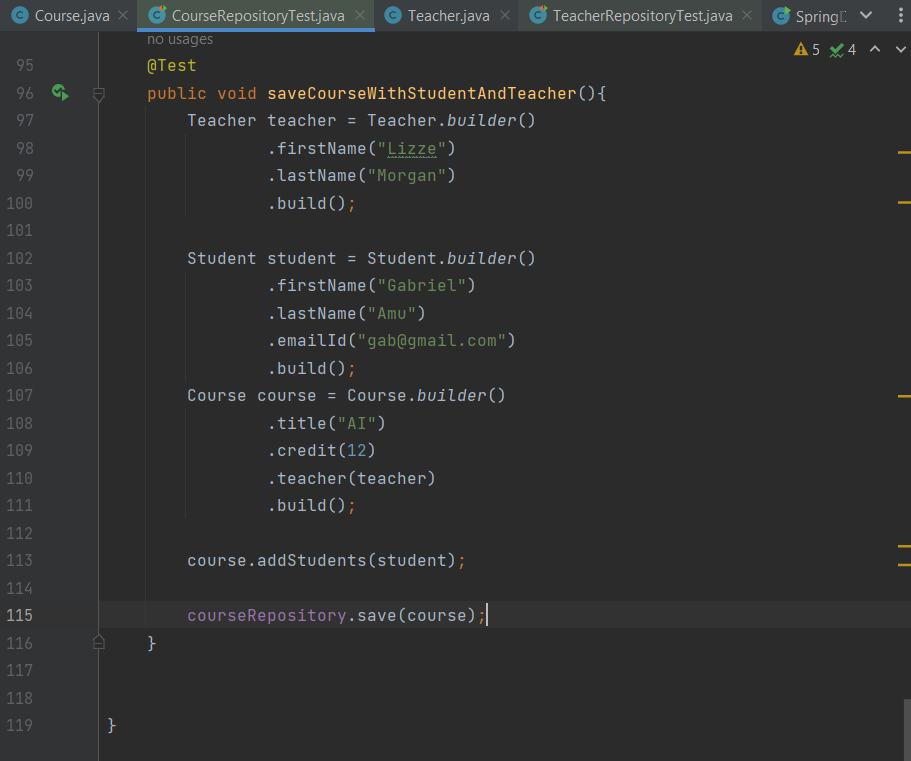 Course.java CourseRepositoryTest.java Teacher.java TeacherRepositoryTest.java Spring
no usages
5 4
95 @Test
96 public void saveCourseWithStudentAndTeacher(){
97 Teacher teacher = Teacher.builder()
98 .firstName("Lizze")
99 .lastName("Morgan")
100 .build();
101
102 Student student = Student.builder()
103 .firstName("Gabriel")
104 .lastName("Amu")
105 .emailId("gab@gmail.com")
106 .build();
107 Course course = Course.builder()
108 .title("AI")
109 .credit(12)
110 .teacher(teacher)
111 .build();
112
113 course.addStudents(student);
114
115 courseRepository.save(course);
116 }
117
118
119 }